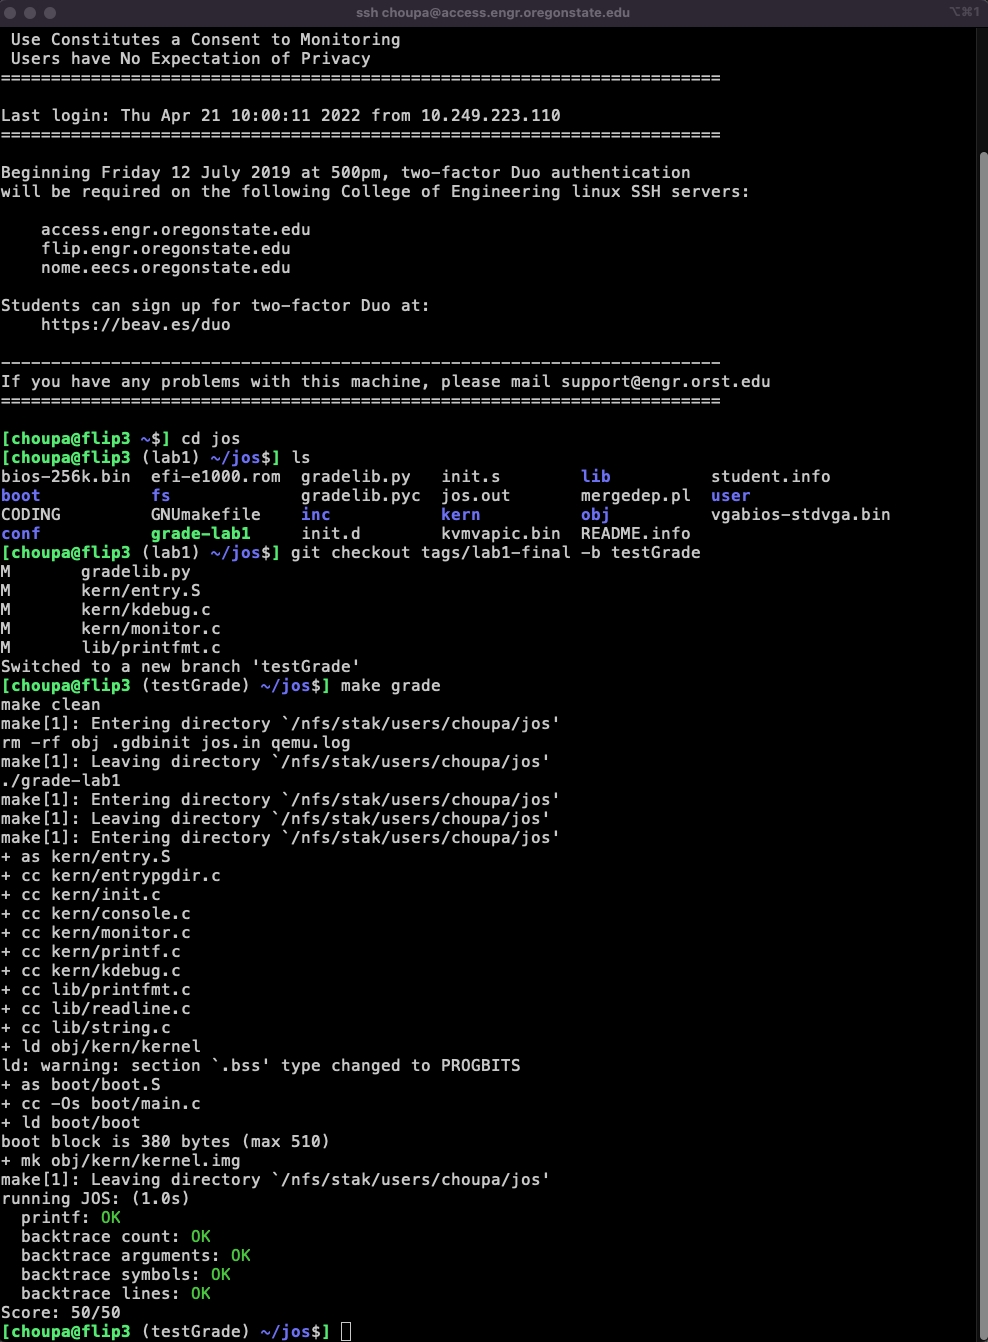 ssh choupa@access.engr.oregonstate.edu
⌥⌘1
Use Constitutes a Consent to Monitoring
Users have No Expectation of Privacy
========================================================================
Last login: Thu Apr 21 10:00:11 2022 from 10.249.223.110
========================================================================
Beginning Friday 12 July 2019 at 500pm, two-factor Duo authentication
will be required on the following College of Engineering linux SSH servers:
access.engr.oregonstate.edu
flip.engr.oregonstate.edu
nome.eecs.oregonstate.edu
Students can sign up for two-factor Duo at:
https://beav.es/duo
------------------------------------------------------------------------
If you have any problems with this machine, please mail support@engr.orst.edu
========================================================================
[choupa@flip3 ~$] cd jos
[choupa@flip3 (lab1) ~/jos$] ls
bios-256k.bin  efi-e1000.rom  gradelib.py   init.s        lib          student.info
boot           fs             gradelib.pyc  jos.out       mergedep.pl  user
CODING         GNUmakefile    inc           kern          obj          vgabios-stdvga.bin
conf           grade-lab1     init.d        kvmvapic.bin  README.info
[choupa@flip3 (lab1) ~/jos$] git checkout tags/lab1-final -b testGrade
M       gradelib.py
M       kern/entry.S
M       kern/kdebug.c
M       kern/monitor.c
M       lib/printfmt.c
Switched to a new branch 'testGrade'
[choupa@flip3 (testGrade) ~/jos$] make grade
make clean
make[1]: Entering directory `/nfs/stak/users/choupa/jos'
rm -rf obj .gdbinit jos.in qemu.log
make[1]: Leaving directory `/nfs/stak/users/choupa/jos'
./grade-lab1
make[1]: Entering directory `/nfs/stak/users/choupa/jos'
make[1]: Leaving directory `/nfs/stak/users/choupa/jos'
make[1]: Entering directory `/nfs/stak/users/choupa/jos'
+ as kern/entry.S
+ cc kern/entrypgdir.c
+ cc kern/init.c
+ cc kern/console.c
+ cc kern/monitor.c
+ cc kern/printf.c
+ cc kern/kdebug.c
+ cc lib/printfmt.c
+ cc lib/readline.c
+ cc lib/string.c
+ ld obj/kern/kernel
ld: warning: section `.bss' type changed to PROGBITS
+ as boot/boot.S
+ cc -Os boot/main.c
+ ld boot/boot
boot block is 380 bytes (max 510)
+ mk obj/kern/kernel.img
make[1]: Leaving directory `/nfs/stak/users/choupa/jos'
running JOS: (1.0s)
printf: OK
backtrace count: OK
backtrace arguments: OK
backtrace symbols: OK
backtrace lines: OK
Score: 50/50
[choupa@flip3 (testGrade) ~/jos$]